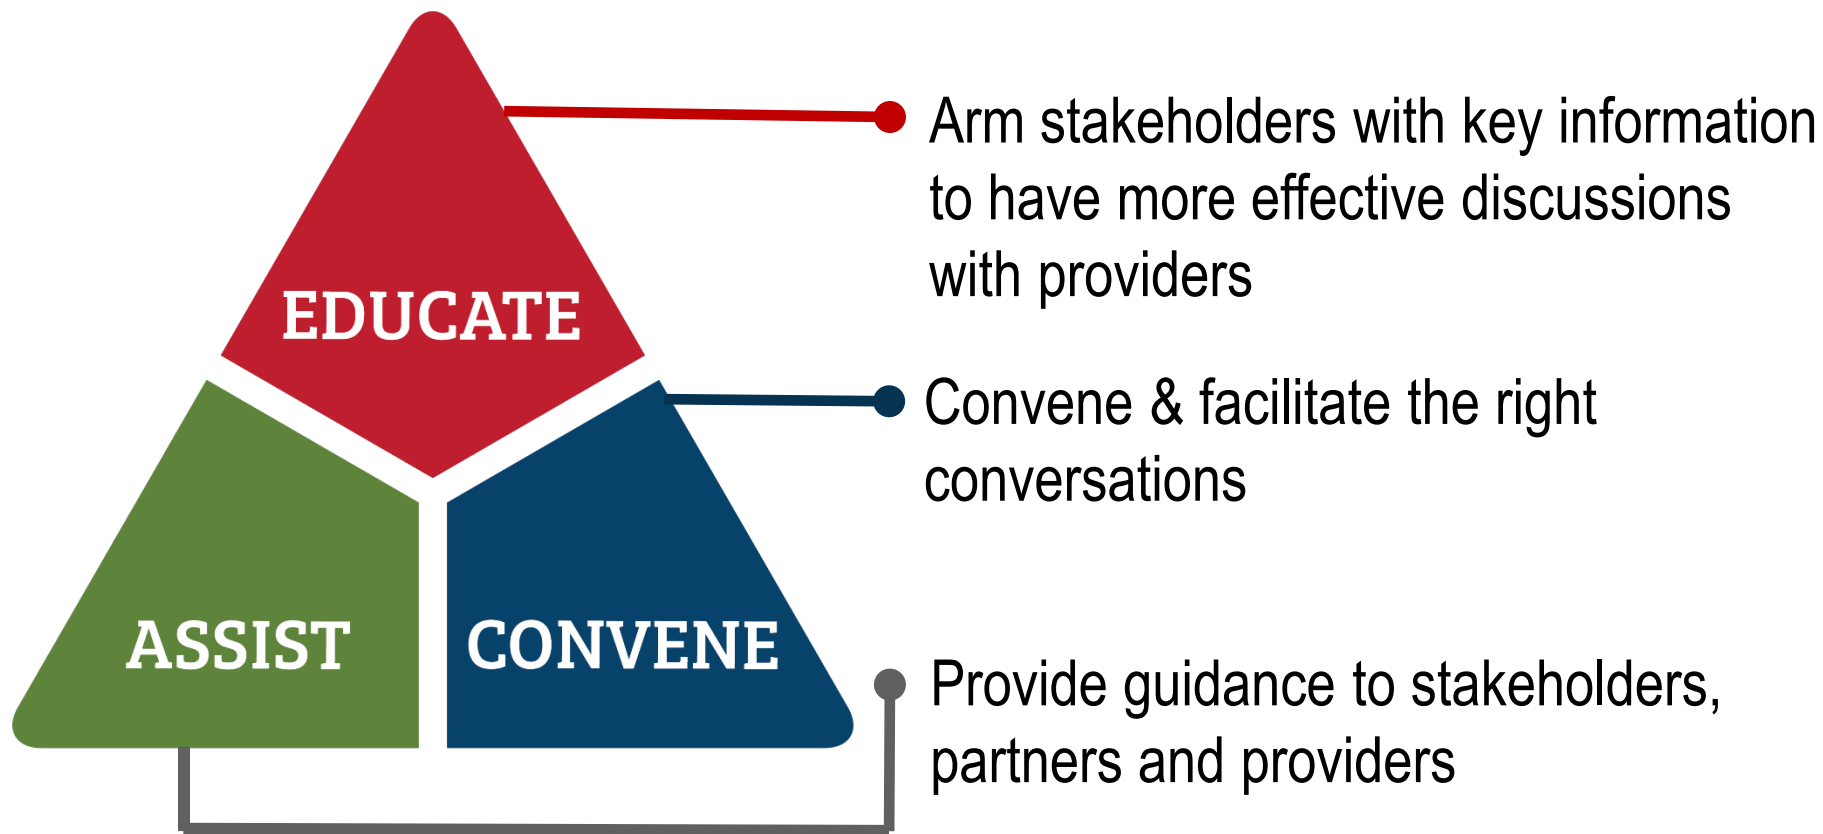 EDUCATE
ASSIST
CONVENE
Arm stakeholders with key information
to have more effective discussions
with providers
Convene & facilitate the right
conversations
Provide guidance to stakeholders,
partners and providers